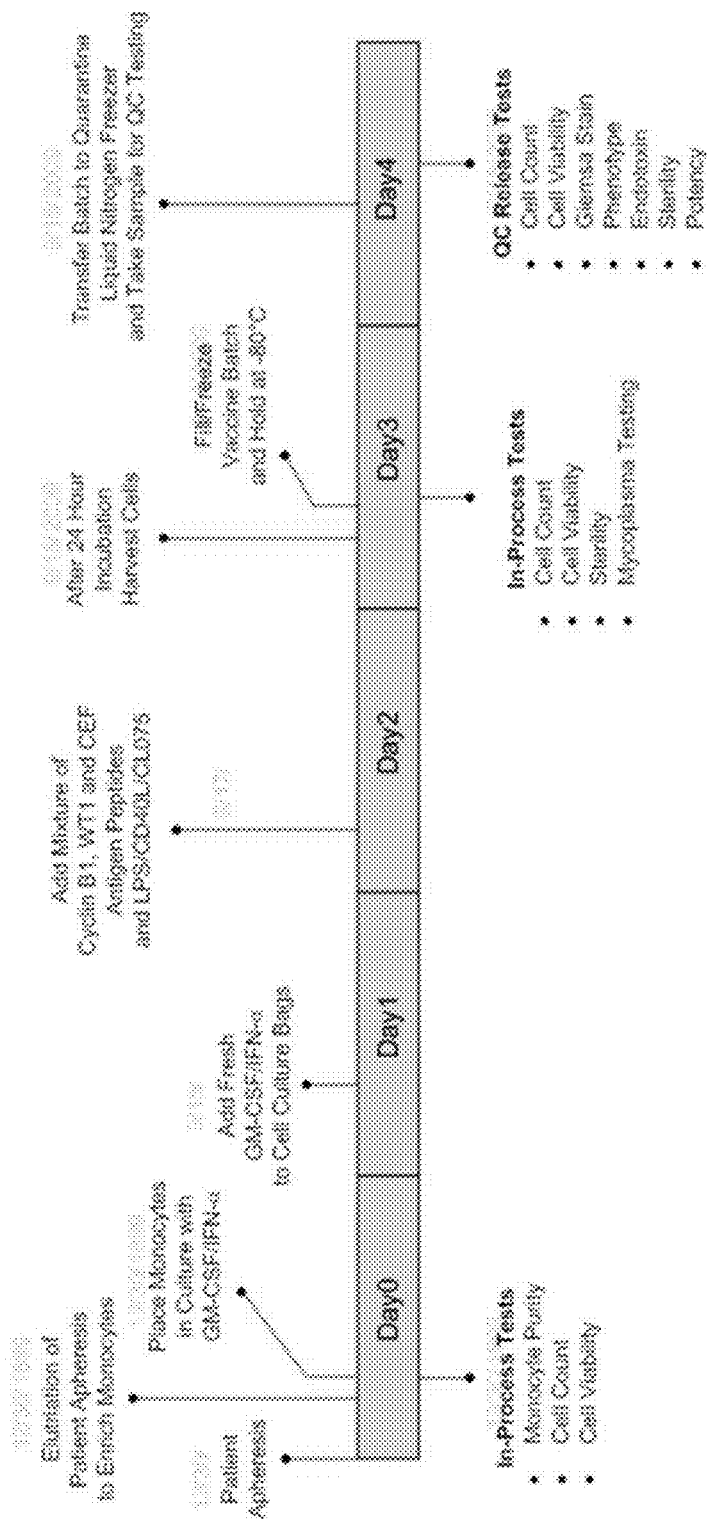 Patient
Apheresis
Elutriation of
Patient Apheresis
to Enrich Monocytes
Place Monocytes
in Culture with
GM-CSF/IFN-α
Add Fresh
GM-CSF/IFN-α
to Cell Culture Bags
Add Mixture of
Cyclin B1, WT1 and CEF
Antigen Peptides
and LPS/CD40L/CL075
After 24 Hour
Incubation
Harvest Cells
Fill/Freeze
Vaccine Batch
and Hold at -80°C
Transfer Batch to Quarantine
Liquid Nitrogen Freezer
and Take Sample for QC Testing
Day0
Day1
Day2
Day3
Day4
In-Process Tests
• Monocyte Purity
• Cell Count
• Cell Viability
In-Process Tests
• Cell Count
• Cell Viability
• Sterility
• Mycoplasma Testing
QC Release Tests
• Cell Count
• Cell Viability
• Giemsa Stain
• Phenotype
• Endotoxin
• Sterility
• Potency